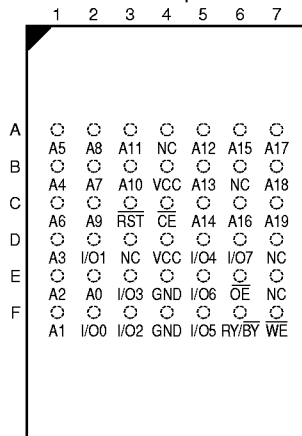 1 2 3 4 5 6 7
A
A5 A8 A11 NC A12 A15 A17
B
A4 A7 A10 VCC A13 NC A18
C
A6 A9 RST CE A14 A16 A19
D
A3 I/O1 NC VCC I/O4 I/O7 NC
E
A2 A0 I/O3 GND I/O6 OE NC
F
A1 I/O0 I/O2 GND I/O5 RY/BY WE